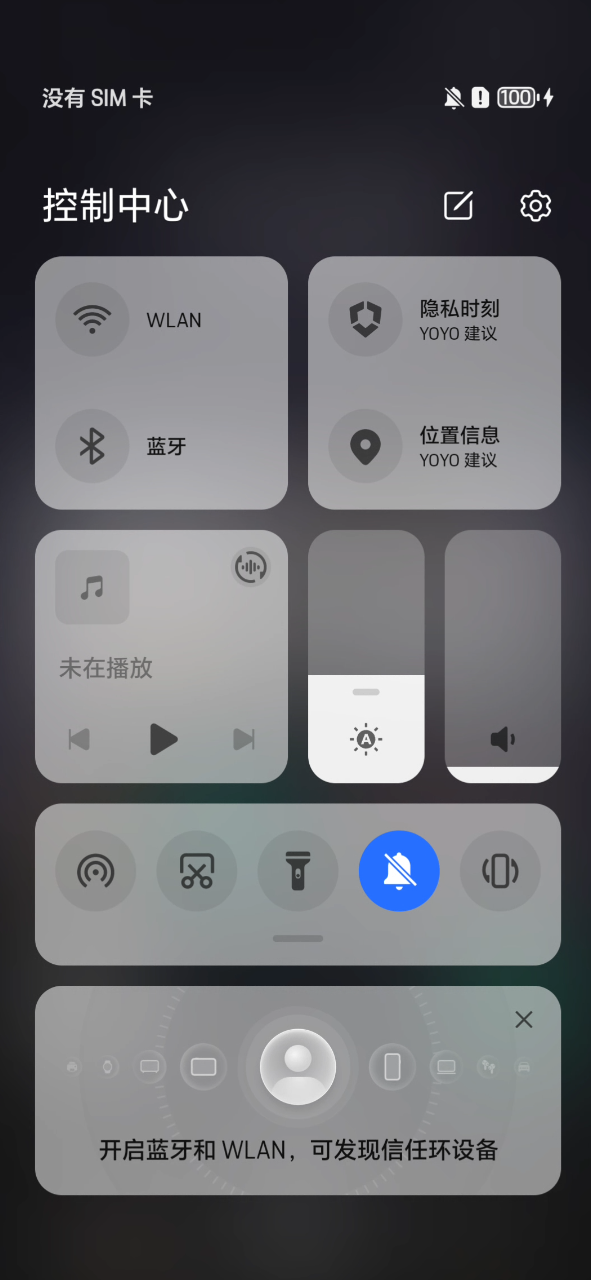 没有 SIM 卡
100
控制中心
WLAN
隐私时刻
YOYO 建议
蓝牙
位置信息
YOYO 建议
未在播放
A
开启蓝牙和 WLAN，可发现信任环设备